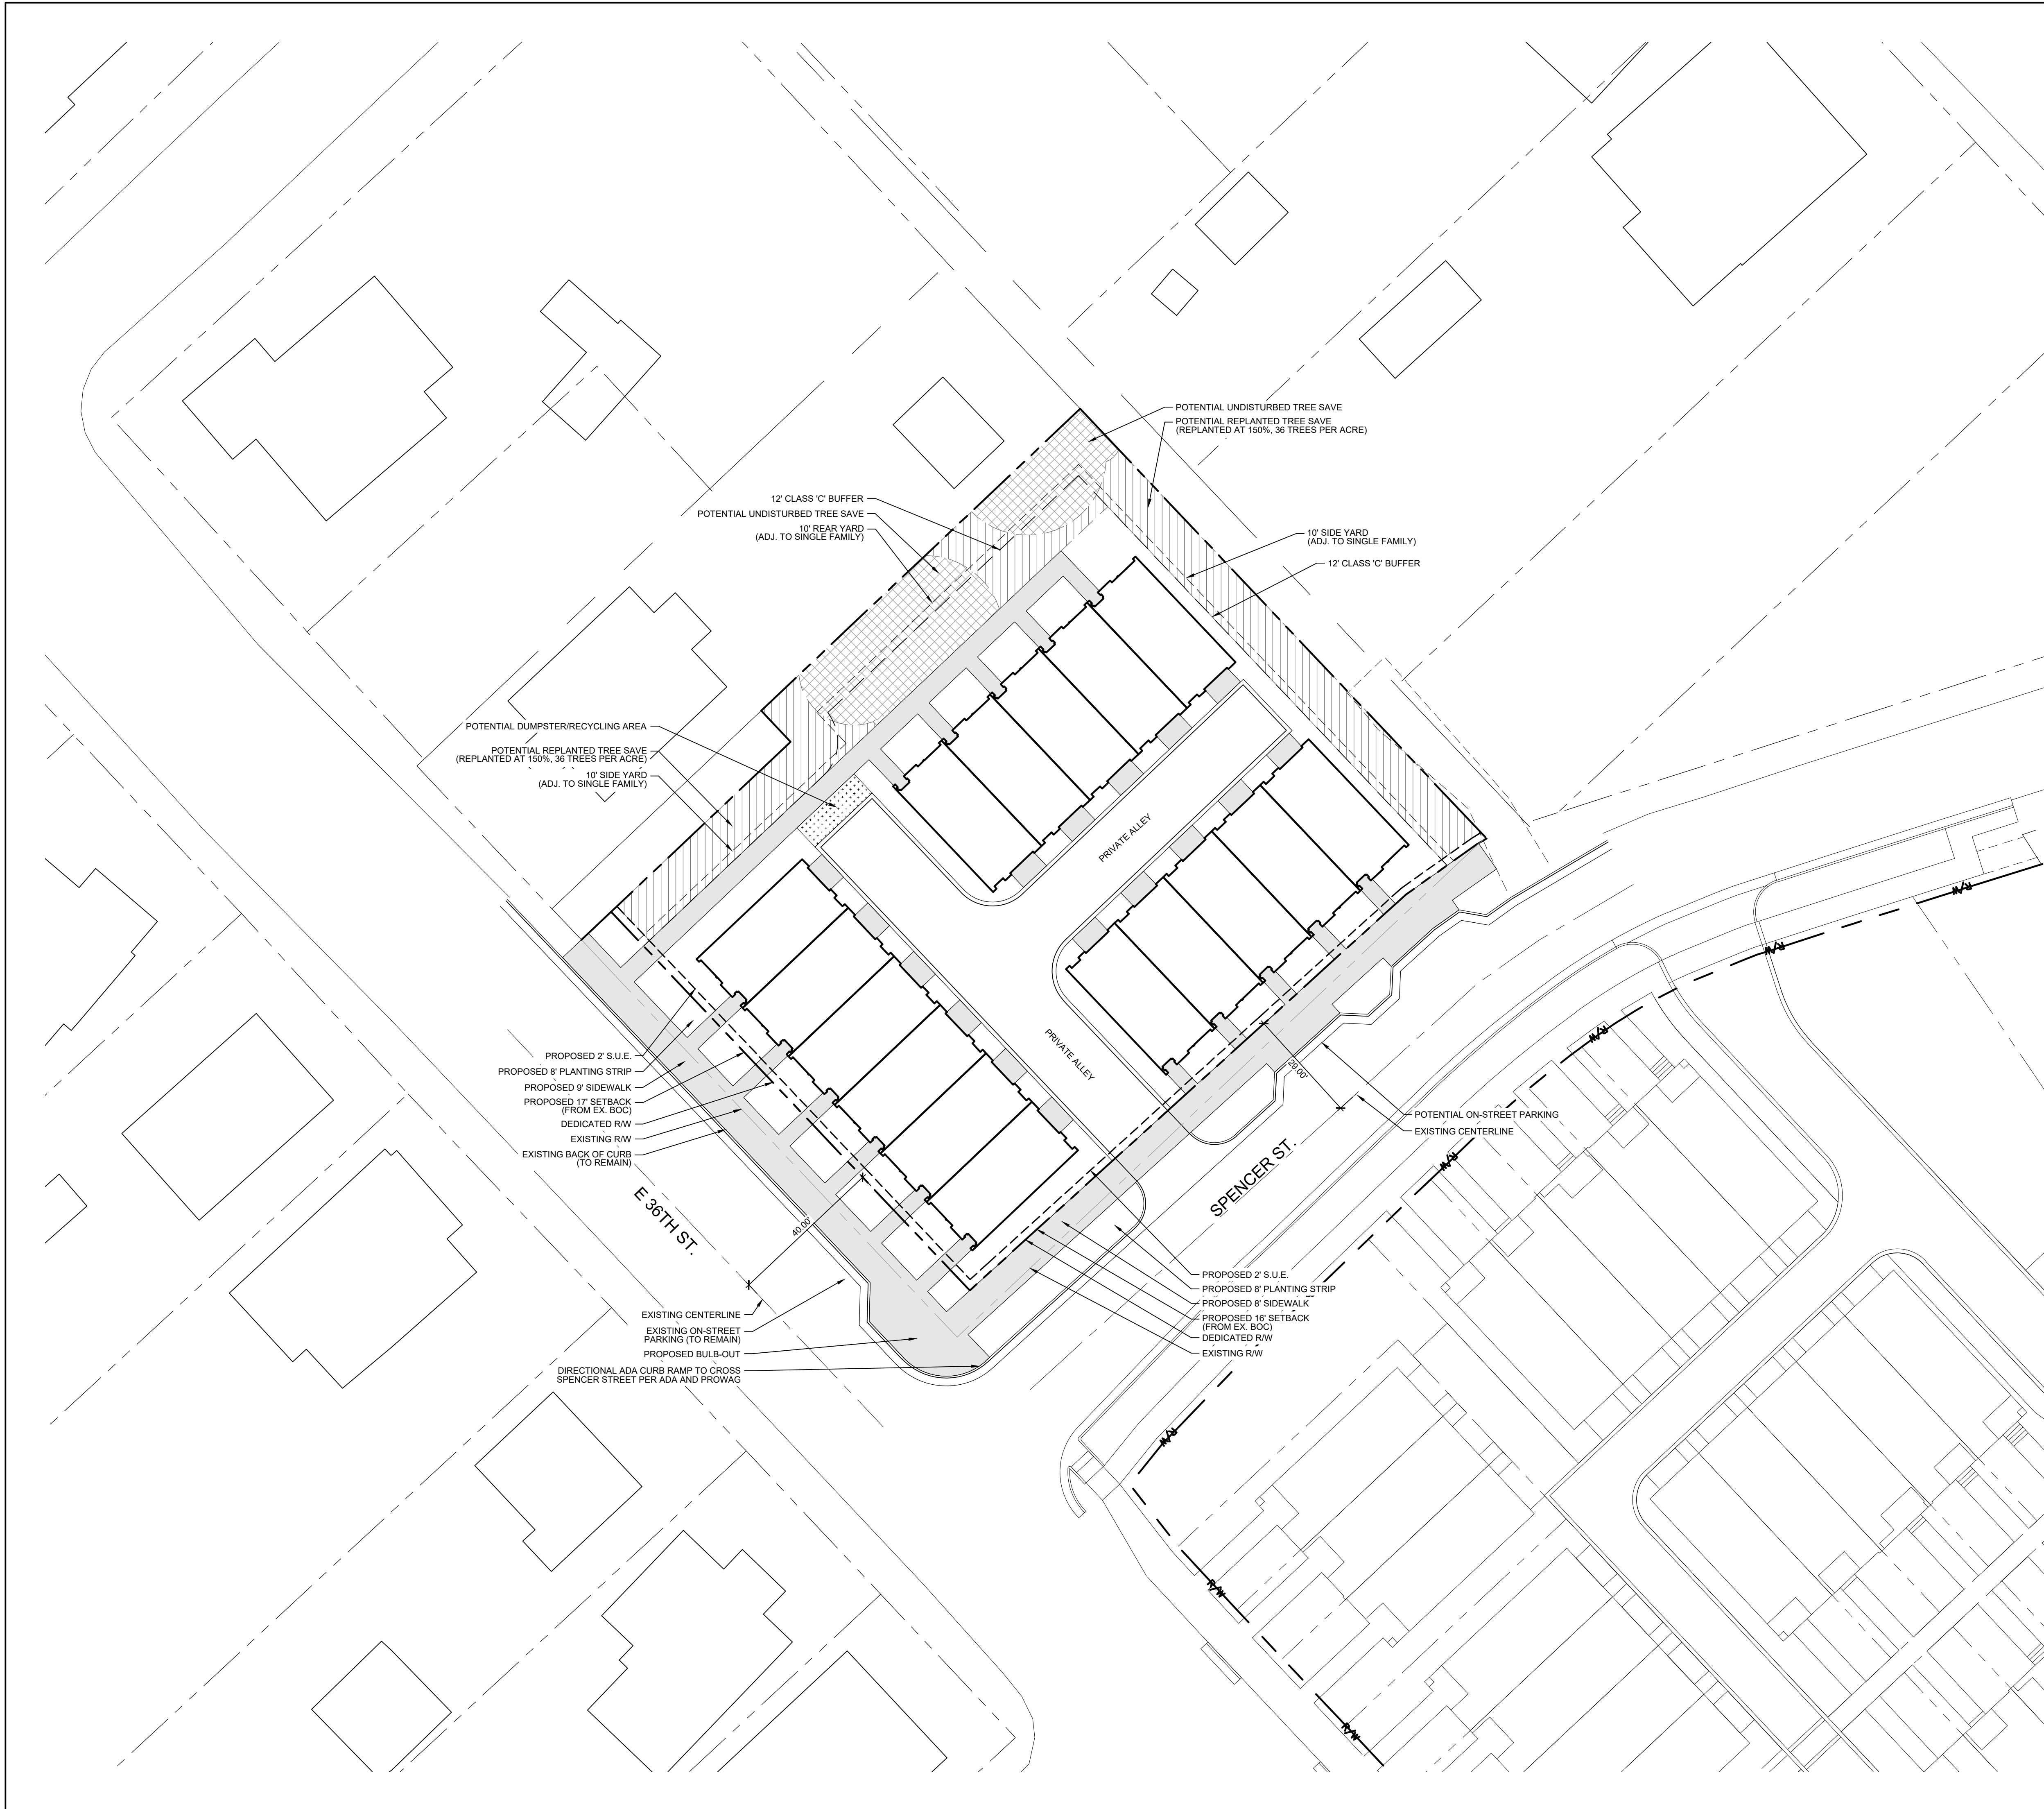 POTENTIAL UNDISTURBED TREE SAVE
POTENTIAL REPLANTED TREE SAVE
(REPLANTED AT 150%, 36 TREES PER ACRE)
12' CLASS 'C' BUFFER
POTENTIAL UNDISTURBED TREE SAVE
10' REAR YARD
(ADJ. TO SINGLE FAMILY)
10' SIDE YARD
(ADJ. TO SINGLE FAMILY)
12' CLASS 'C' BUFFER
POTENTIAL DUMPSTER/RECYCLING AREA
POTENTIAL REPLANTED TREE SAVE
(REPLANTED AT 150%, 36 TREES PER ACRE)
10' SIDE YARD
(ADJ. TO SINGLE FAMILY)
PRIVATE ALLEY
PRIVATE ALLEY
R/W
R/W
R/W
R/W
R/W
R/W
R/W
PROPOSED 2' S.U.E.
PROPOSED 8' PLANTING STRIP
PROPOSED 9' SIDEWALK
PROPOSED 17' SETBACK
(FROM EX. BOC)
DEDICATED R/W
EXISTING R/W
EXISTING BACK OF CURB
(TO REMAIN)
29.00'
POTENTIAL ON-STREET PARKING
EXISTING CENTERLINE
SPENCER ST.
E 36TH ST.
40.00'
PROPOSED 2' S.U.E.
PROPOSED 8' PLANTING STRIP
PROPOSED 8' SIDEWALK
PROPOSED 16' SETBACK
(FROM EX. BOC)
DEDICATED R/W
EXISTING R/W
EXISTING CENTERLINE
EXISTING ON-STREET
PARKING (TO REMAIN)
PROPOSED BULB-OUT
DIRECTIONAL ADA CURB RAMP TO CROSS
SPENCER STREET PER ADA AND PROWAG